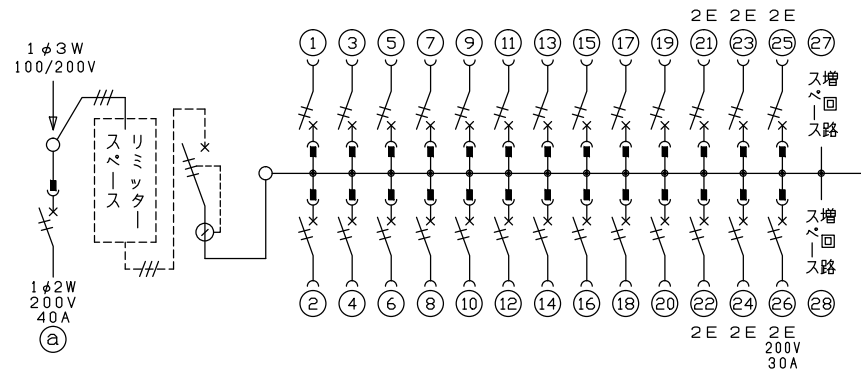 2E 2E 2E
1φ3W
100/200V
1 3 5 7 9 11 13 15 17 19 21 23 25 27
増回路
スペース
リミッター
スペース
増回路
スペース
1φ2W
200V
40A
a
2 4 6 8 10 12 14 16 18 20 22 24 26 28
2E 2E 2E
200V
30A